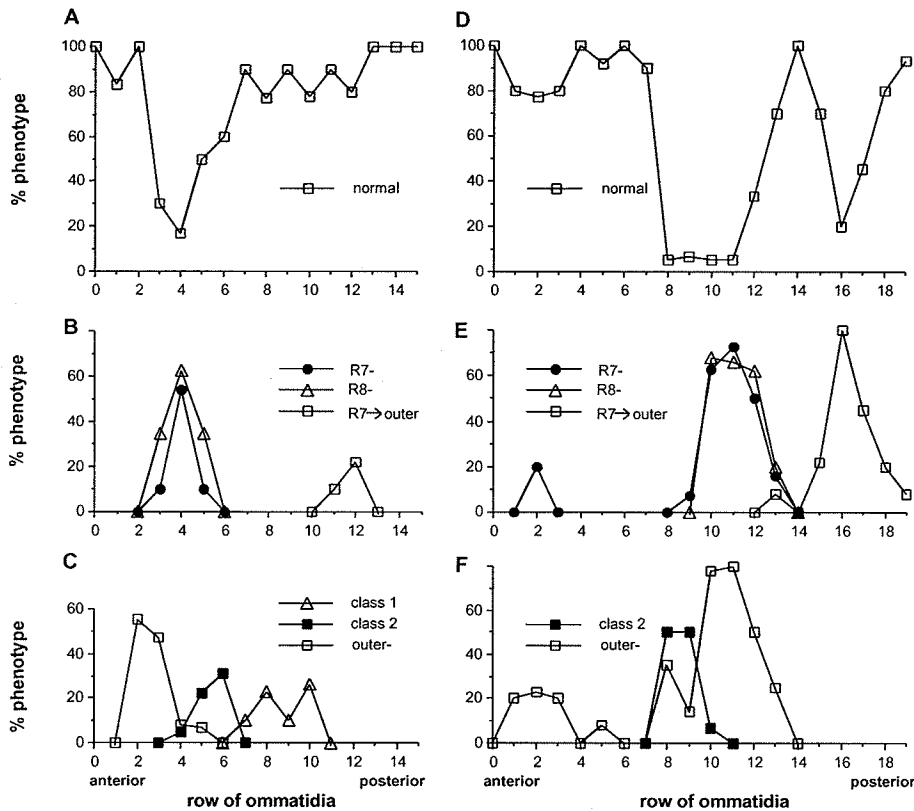 A
% phenotype
100
80
60
40
20
0
normal
0 2 4 6 8 10 12 14
B
% phenotype
60
40
20
0
R7-
R8-
R7→outer
0 2 4 6 8 10 12 14
C
% phenotype
60
40
20
0
class 1
class 2
outer-
0 2 4 6 8 10 12 14
anterior posterior
row of ommatidia
D
100
80
60
40
20
0
normal
0 2 4 6 8 10 12 14 16 18
E
60
40
20
0
R7-
R8-
R7→outer
0 2 4 6 8 10 12 14 16 18
F
60
40
20
0
class 2
outer-
0 2 4 6 8 10 12 14 16 18
anterior posterior
row of ommatidia